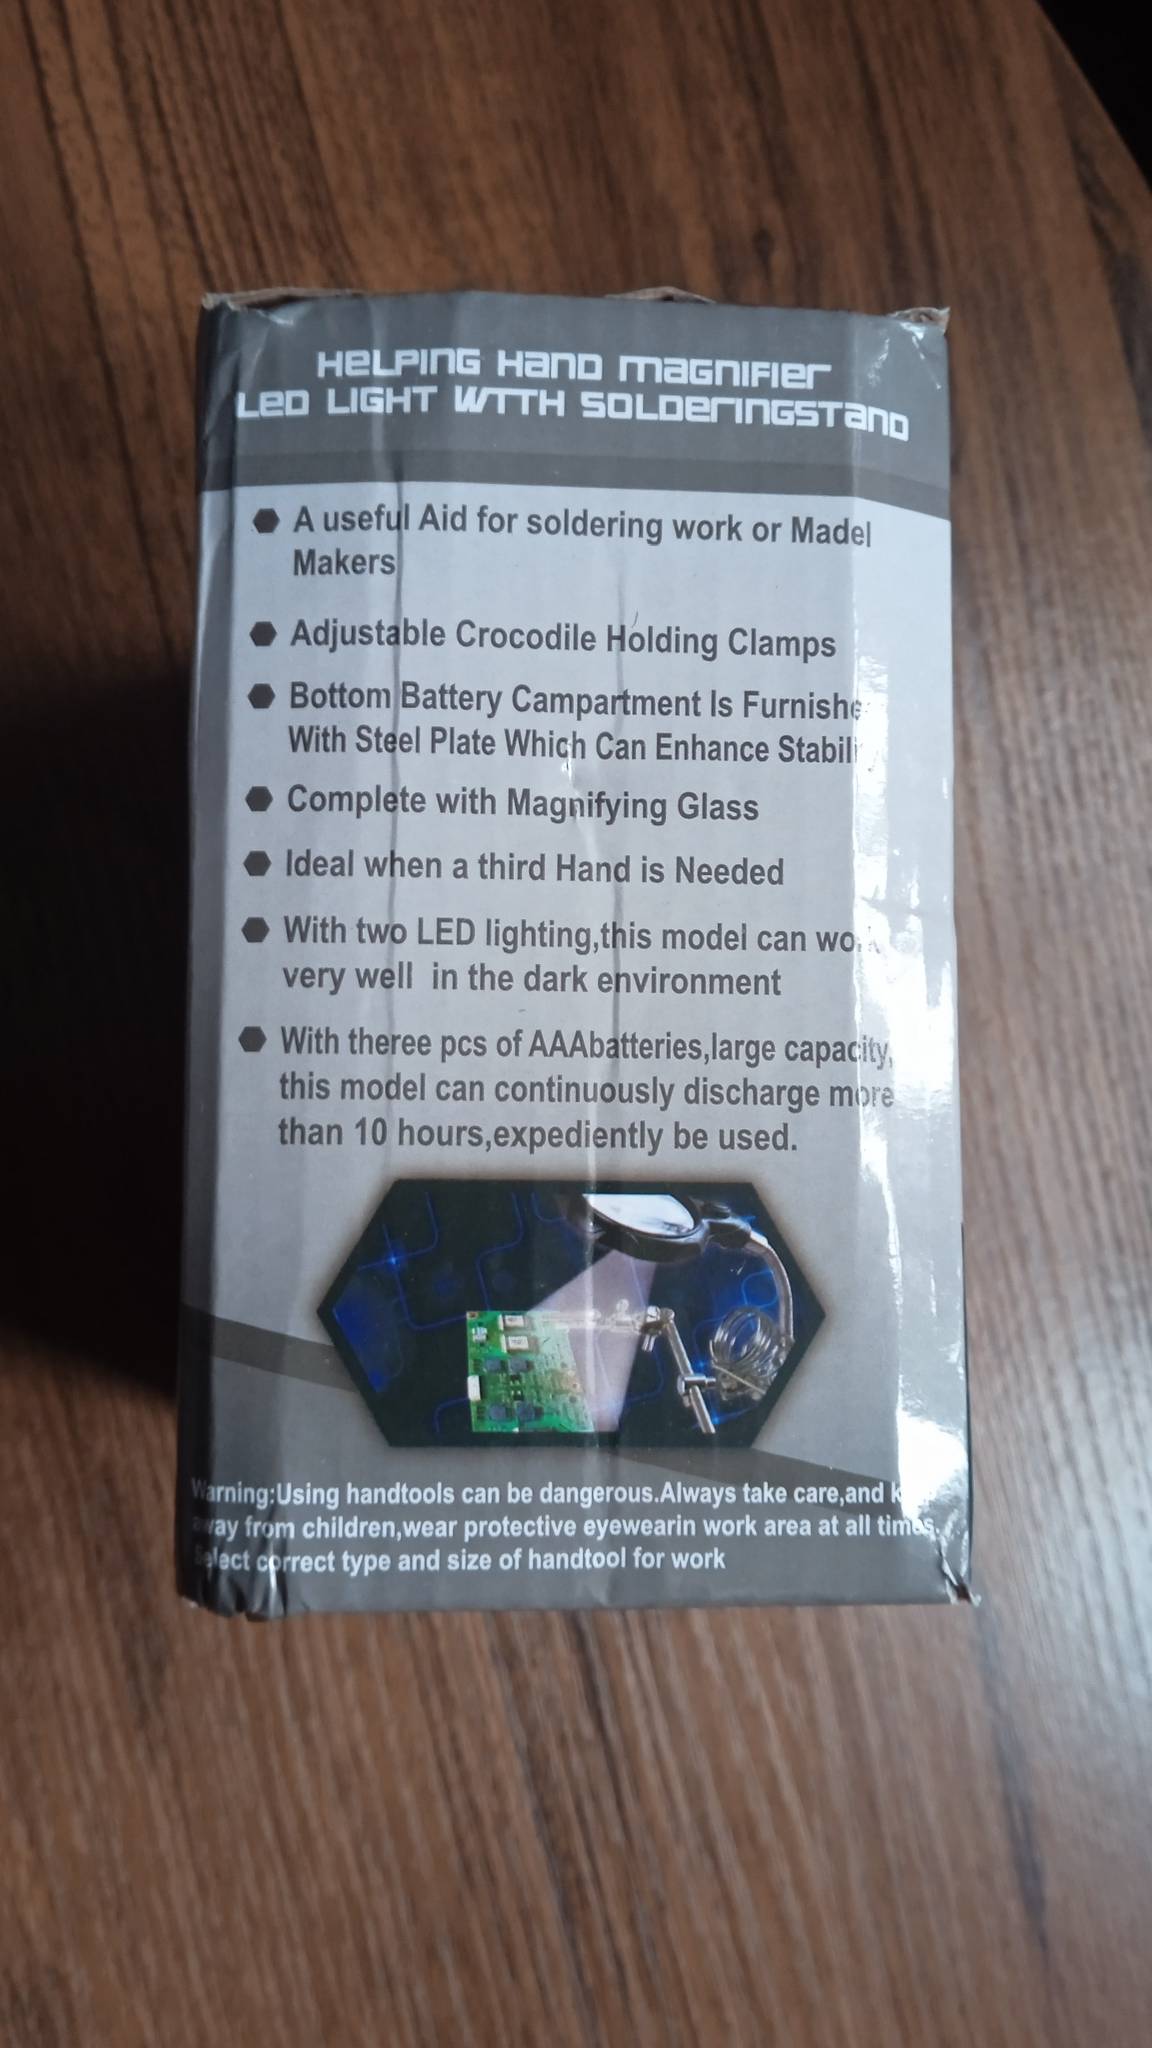 HELPING HAND MAGNIFIER
LED LIGHT WTTH SOLDERINGSTAND
A useful Aid for soldering work or Madel
Makers
Adjustable Crocodile Holding Clamps
Bottom Battery Campartment Is Furnishe
With Steel Plate Which Can Enhance Stabili
Complete with Magnifying Glass
Ideal when a third Hand is Needed
With two LED lighting,this model can work
very well in the dark environment
With theree pcs of AAAbatteries,large capacity,
this model can continuously discharge more
than 10 hours,expediently be used.
Warning:Using handtools can be dangerous.Always take care,and
away from children,wear protective eyewearin work area at all times.
Select correct type and size of handtool for work